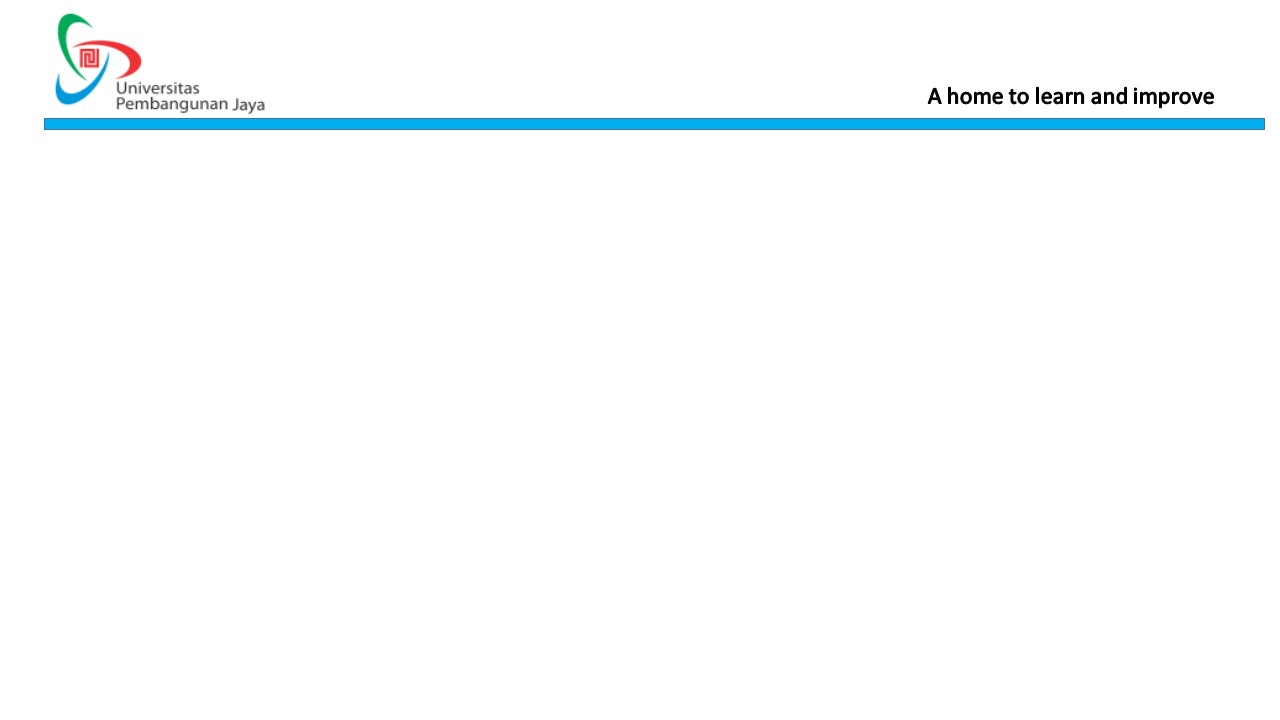 Universitas
Pembangunan Jaya
A home to learn and improve